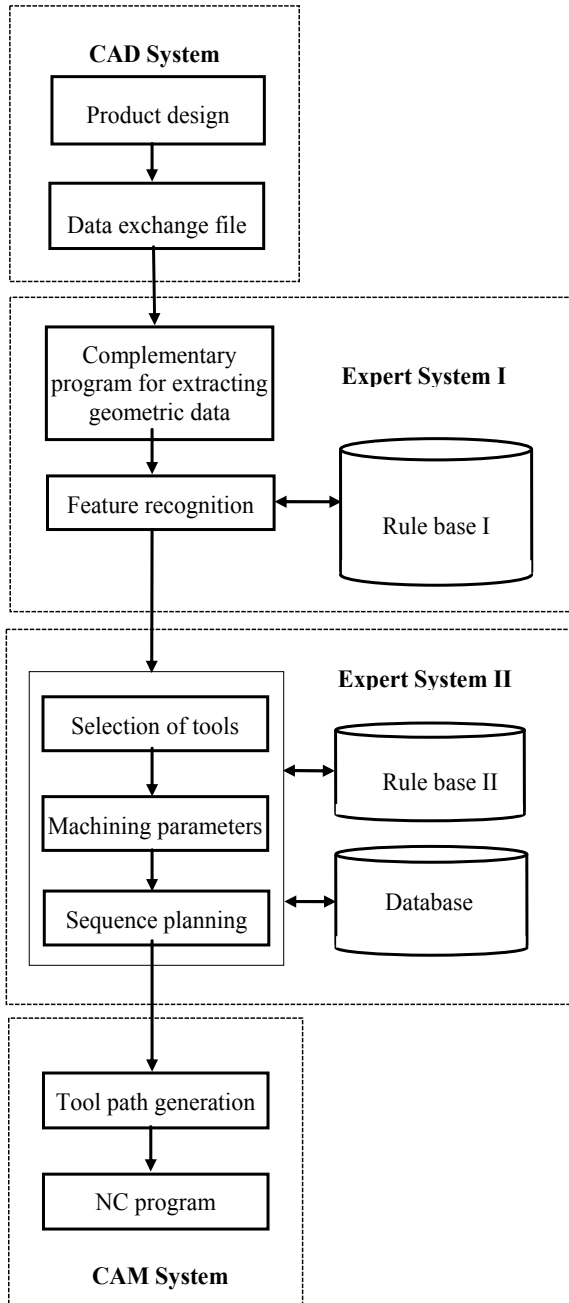 CAD System
Product design
Data exchange file
Complementary
program for extracting
geometric data
Expert System I
Feature recognition
Rule base I
Expert System II
Selection of tools
Rule base II
Machining parameters
Database
Sequence planning
Tool path generation
NC program
CAM System